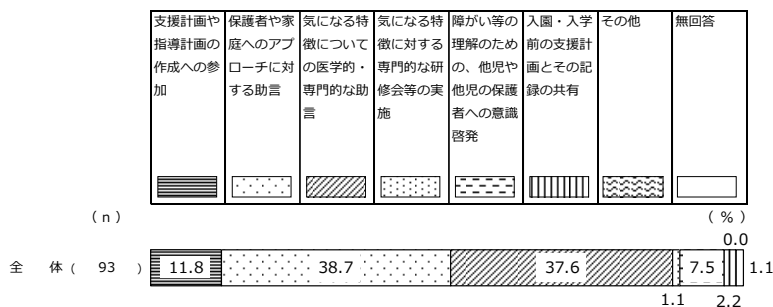 支援計画や
指導計画の
作成への参
加
保護者や家
庭へのアプ
ローチに対
する助言
気になる特
徴について
の医学的・
専門的な助
言
気になる特
徴に対する
専門的な研
修会等の実
施
障がい等の
理解のため
の、他児や
他児の保護
者への意識
啓発
入園・入学
前の支援計
画とその記
録の共有
その他
無回答
(n)
(%)
0.0
全 体 ( 93 ) 11.8 38.7 37.6 7.5 1.1
1.1 2.2